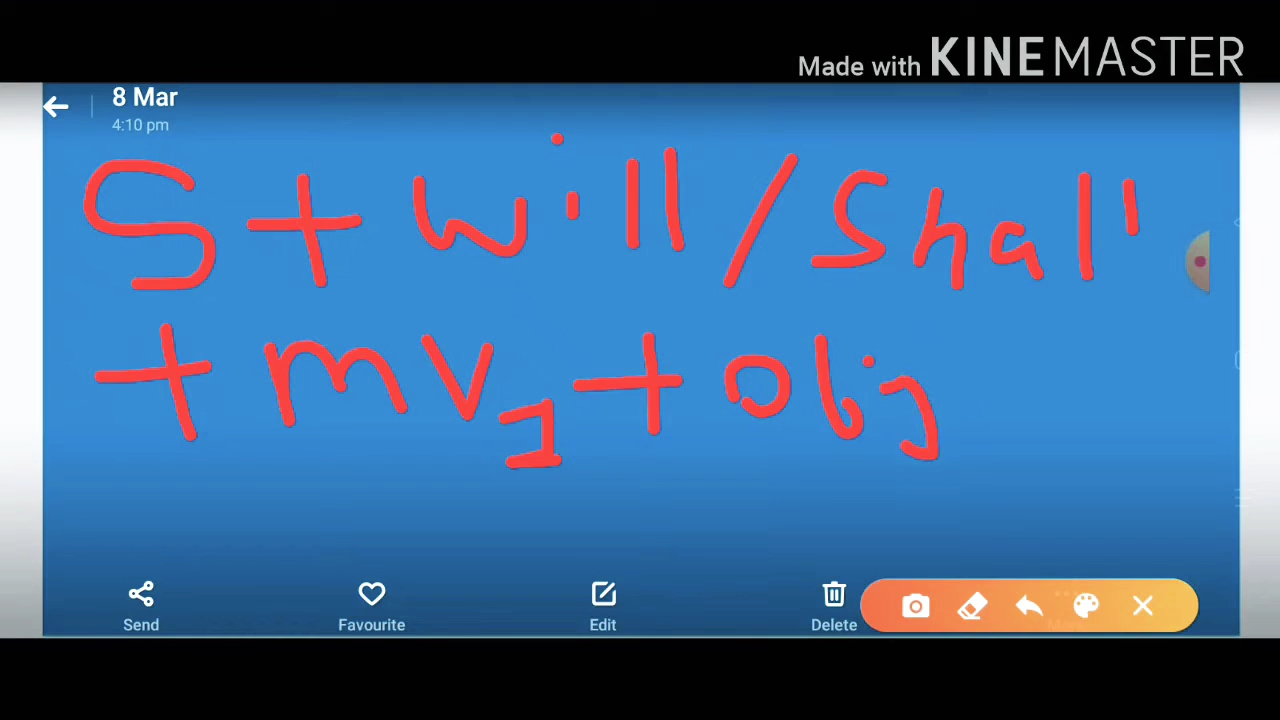 Made with KINEMASTER
8 Mar
4:10 pm
S + will / Shall
+ mV1 + obj
Send Favourite Edit Delete